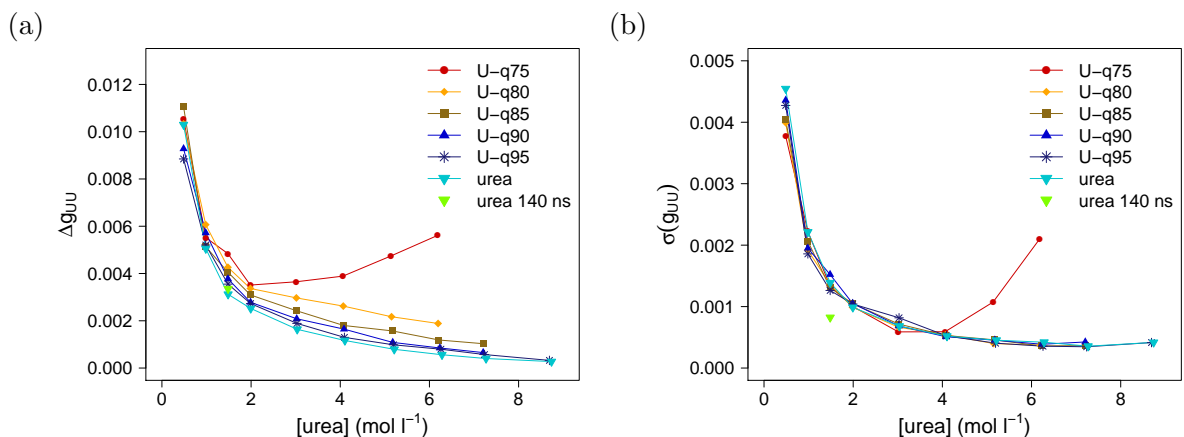 (a)
Δg_UU
0.012
0.010
0.008
0.006
0.004
0.002
0
U−q75
U−q80
U−q85
U−q90
U−q95
urea
urea 140 ns
0 2 4 6 8
[urea] (mol l⁻¹)
(b)
σ(g_UU)
0.005
0.004
0.003
0.002
0.001
0
U−q75
U−q80
U−q85
U−q90
U−q95
urea
urea 140 ns
0 2 4 6 8
[urea] (mol l⁻¹)